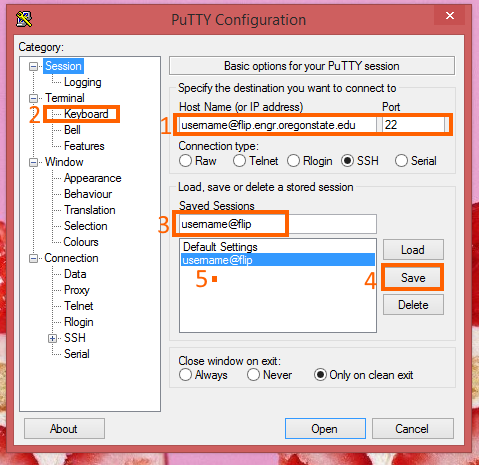 PuTTY Configuration
Category:
Session
Logging
Terminal
2 Keyboard
Bell
Features
Window
Appearance
Behaviour
Translation
Selection
Colours
Connection
Data
Proxy
Telnet
Rlogin
SSH
Serial
Basic options for your PuTTY session
Specify the destination you want to connect to
Host Name (or IP address) Port
1 username@flip.engr.oregonstate.edu 22
Connection type:
Raw Telnet Rlogin SSH Serial
Load, save or delete a stored session
Saved Sessions
3 username@flip
Default Settings
username@flip
5
Load
4 Save
Delete
Close window on exit:
Always Never Only on clean exit
About Open Cancel